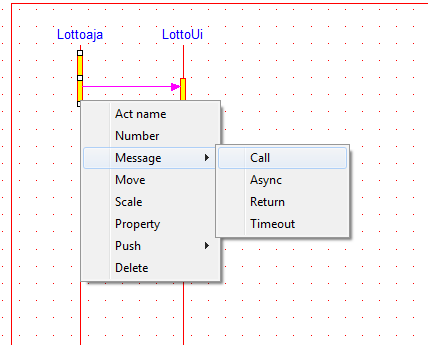 Lottoaja LottoUi
Act name
Number
Message
Move
Scale
Property
Push
Delete
Call
Async
Return
Timeout